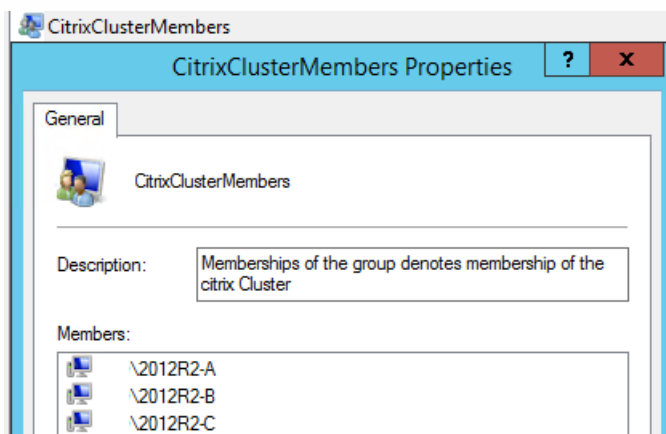 CitrixClusterMembers
CitrixClusterMembers Properties
?
x
General
CitrixClusterMembers
Description:
Memberships of the group denotes membership of the
citrix Cluster
Members:
\2012R2-A
\2012R2-B
\2012R2-C